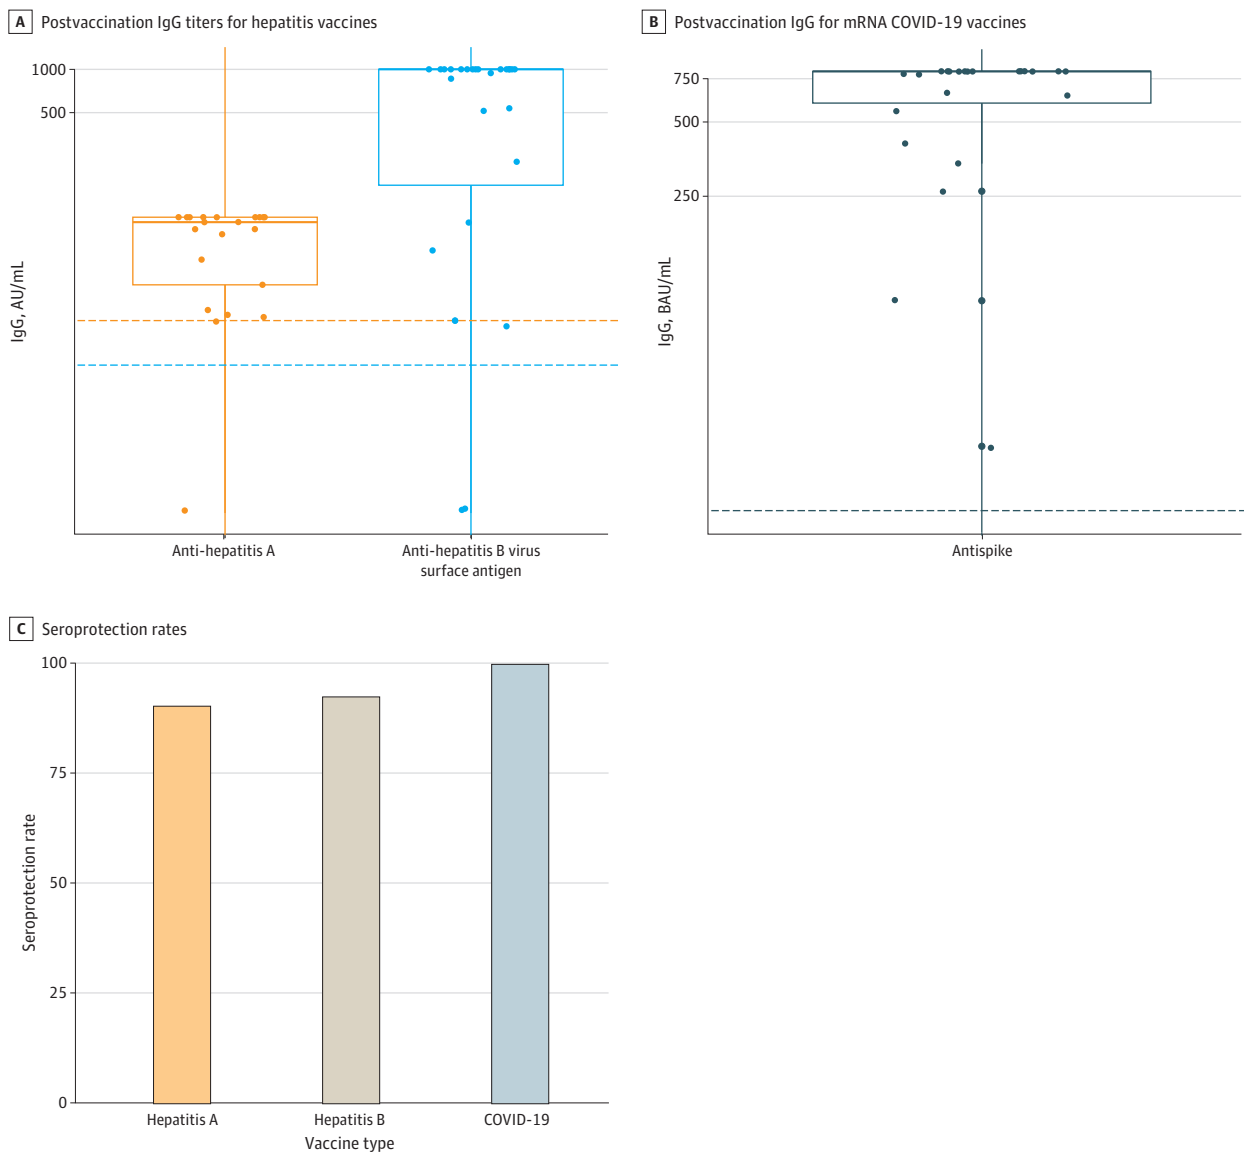 A Postvaccination IgG titers for hepatitis vaccines
1000
500
IgG, AU/mL
Anti-hepatitis A
Anti-hepatitis B virus
surface antigen
B Postvaccination IgG for mRNA COVID-19 vaccines
750
500
250
IgG, BAU/mL
Antispike
C Seroprotection rates
100
75
50
25
0
Seroprotection rate
Hepatitis A
Hepatitis B
COVID-19
Vaccine type